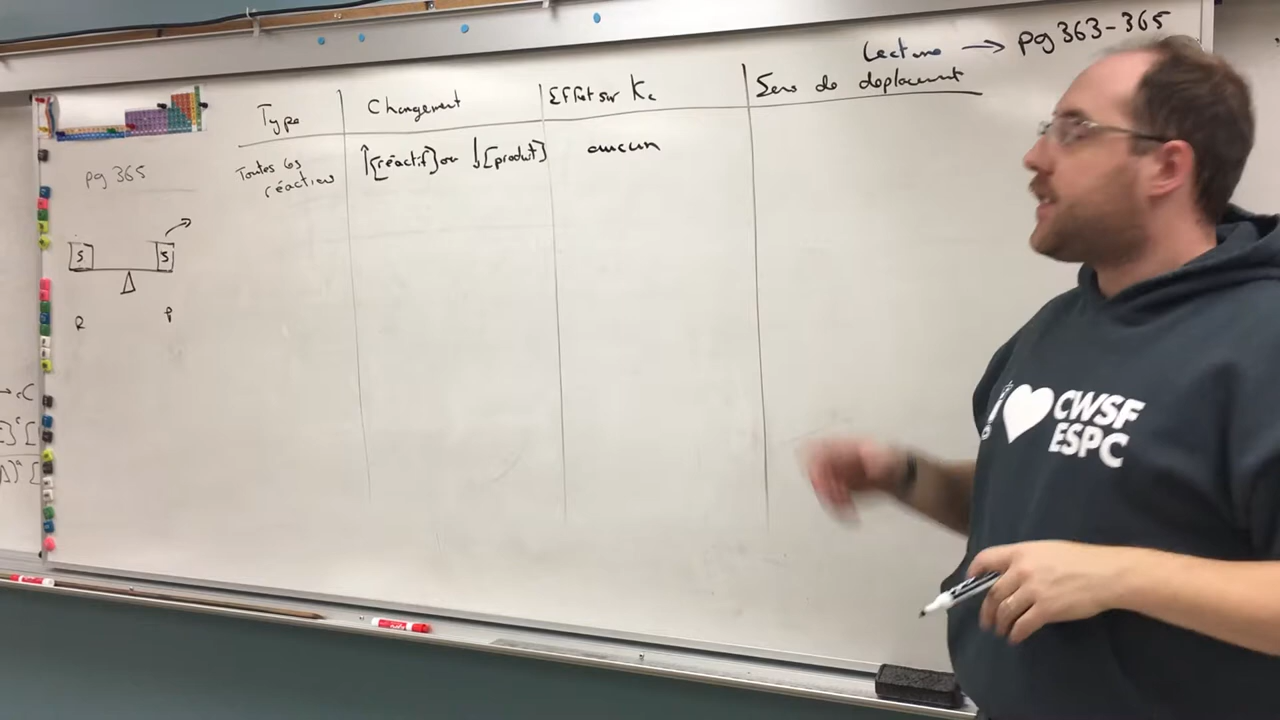 Lecture → pg 363-365
Type
Changement
Effet sur Kc
Sens de déplacement
Toutes les
réactions
↑[réactif] ou ↓[produit]
aucun
pg 365
S
S
R
P
CWSF
ESPC